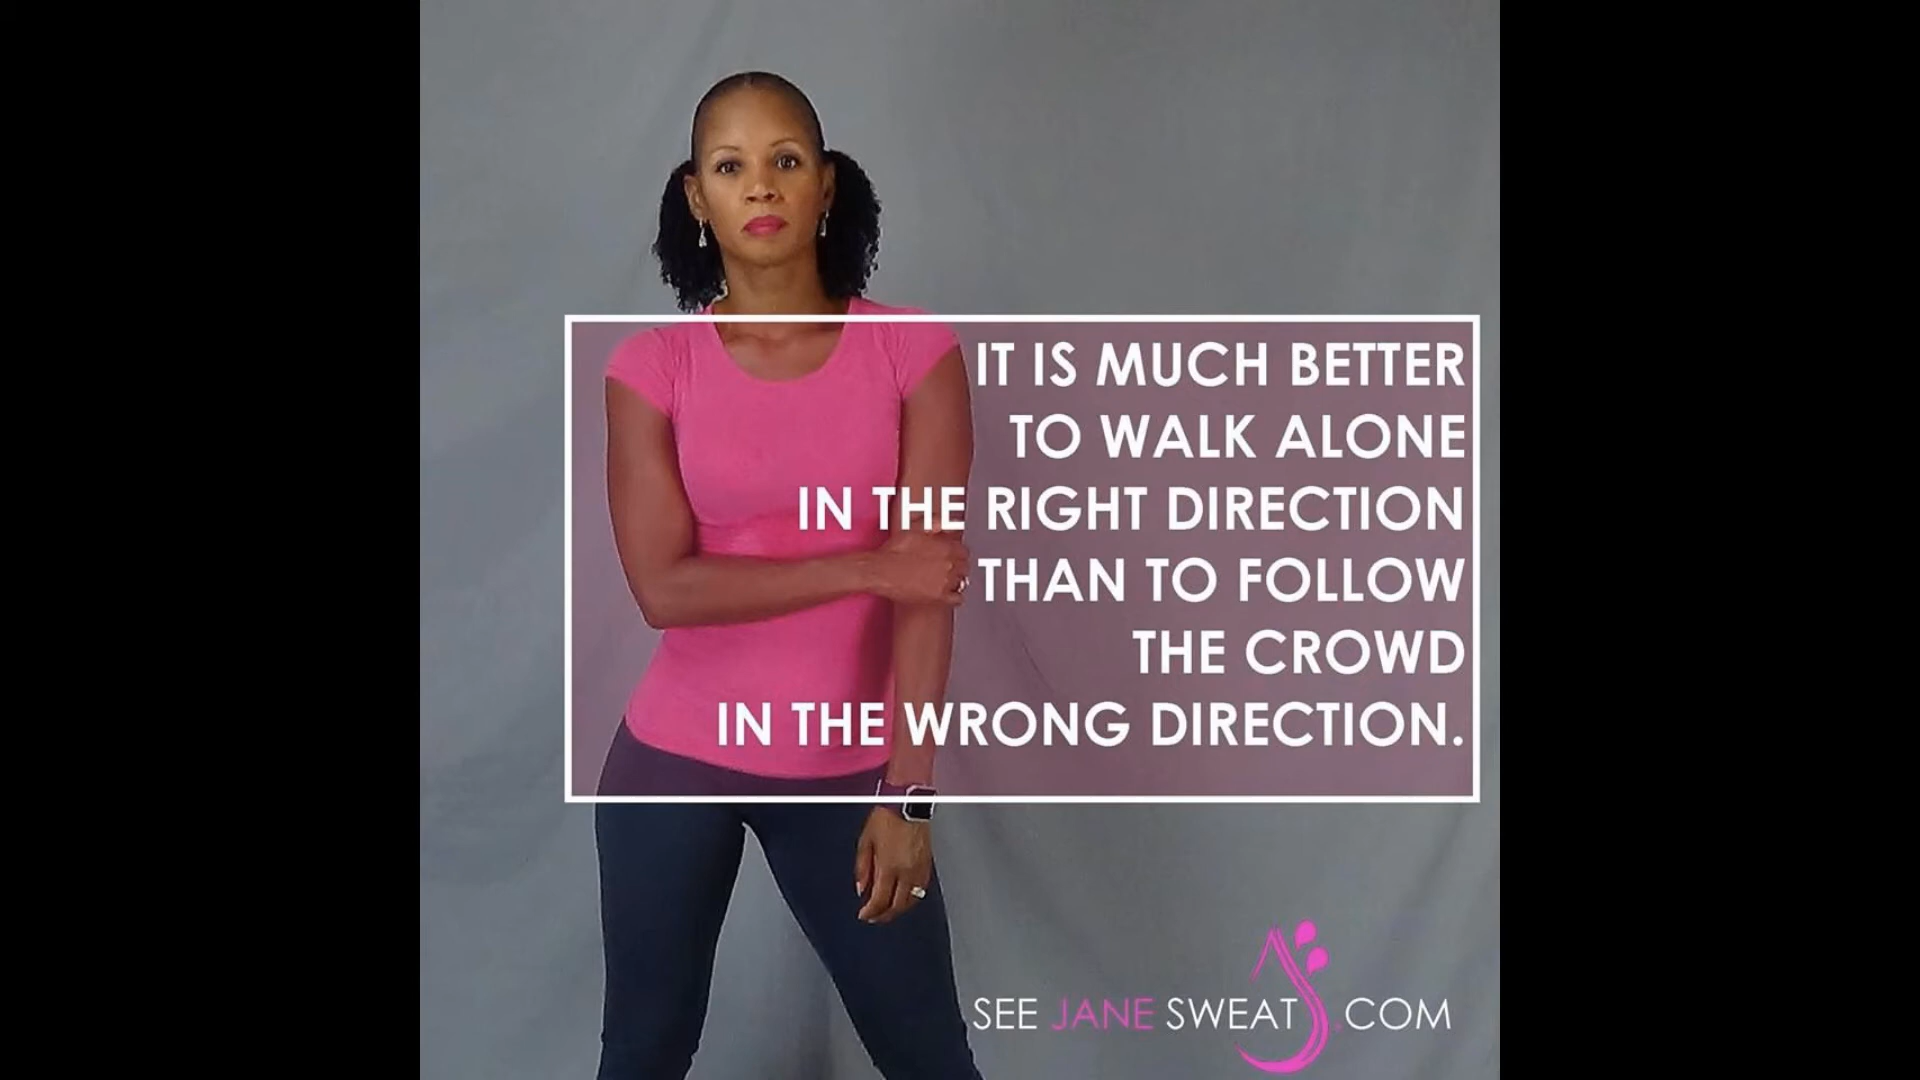 IT IS MUCH BETTER
TO WALK ALONE
IN THE RIGHT DIRECTION
THAN TO FOLLOW
THE CROWD
IN THE WRONG DIRECTION.
SEE JANE SWEAT.COM